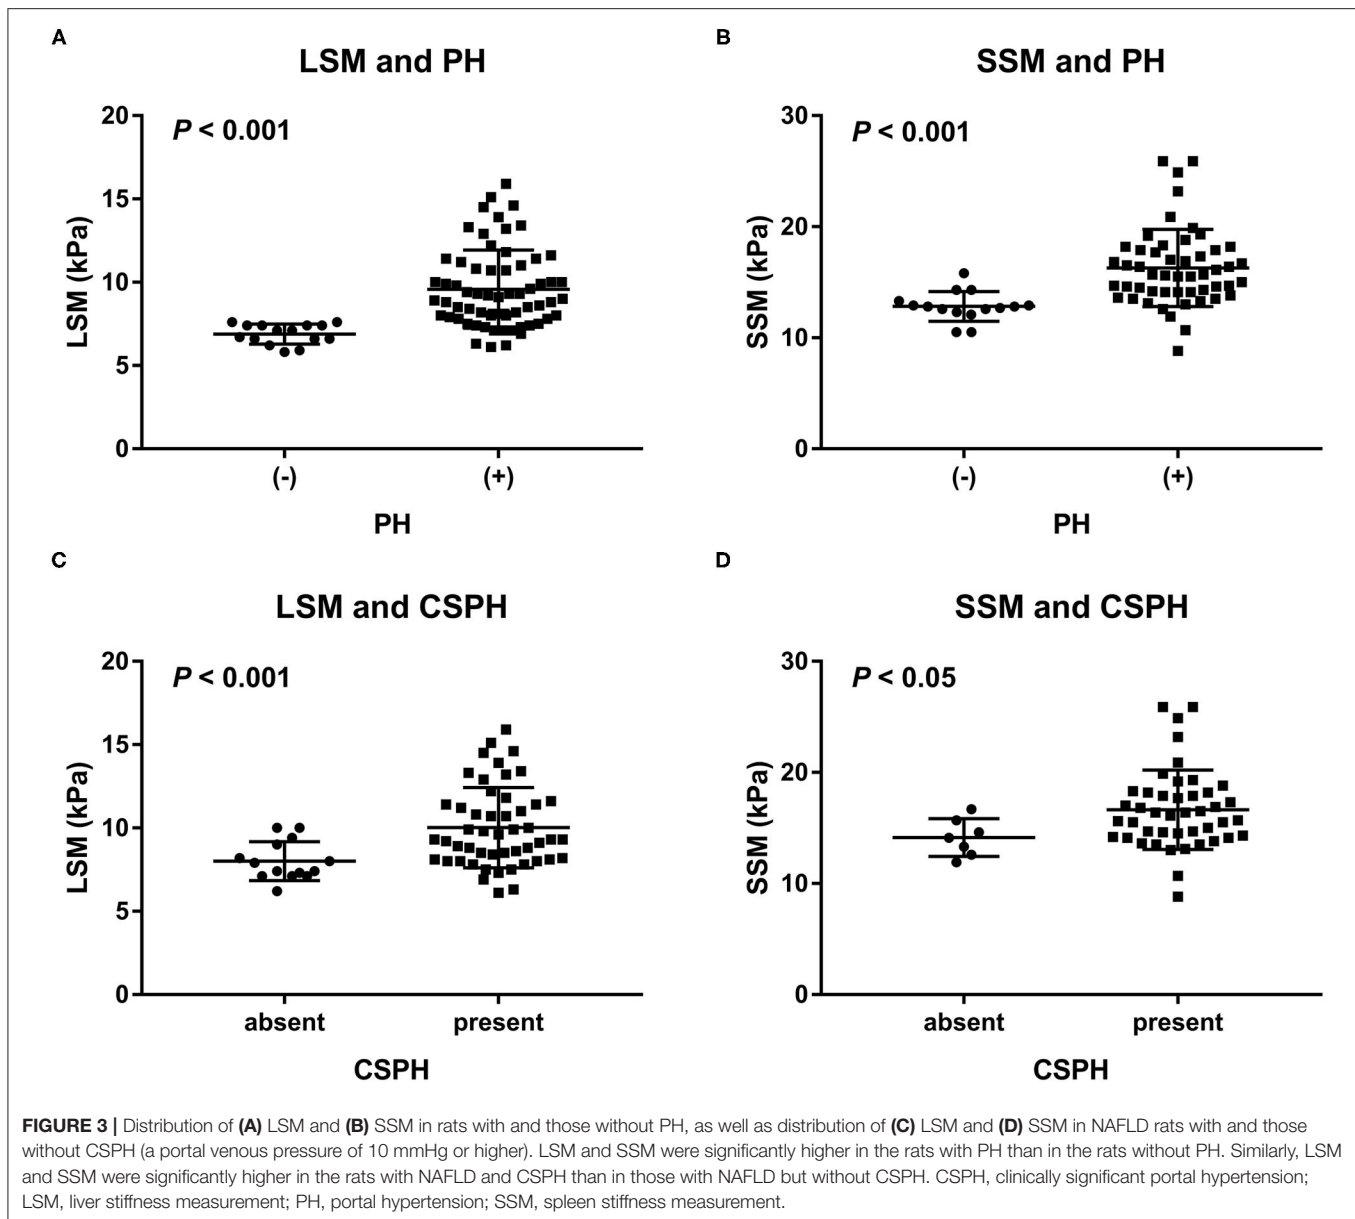 A
LSM and PH
P < 0.001
20
15
10
5
0
LSM (kPa)
(-)
(+)
PH
B
SSM and PH
P < 0.001
30
20
10
0
SSM (kPa)
(-)
(+)
PH
C
LSM and CSPH
P < 0.001
20
15
10
5
0
LSM (kPa)
absent
present
CSPH
D
SSM and CSPH
P < 0.05
30
20
10
0
SSM (kPa)
absent
present
CSPH
FIGURE 3 | Distribution of (A) LSM and (B) SSM in rats with and those without PH, as well as distribution of (C) LSM and (D) SSM in NAFLD rats with and those
without CSPH (a portal venous pressure of 10 mmHg or higher). LSM and SSM were significantly higher in the rats with PH than in the rats without PH. Similarly, LSM
and SSM were significantly higher in the rats with NAFLD and CSPH than in those with NAFLD but without CSPH. CSPH, clinically significant portal hypertension;
LSM, liver stiffness measurement; PH, portal hypertension; SSM, spleen stiffness measurement.